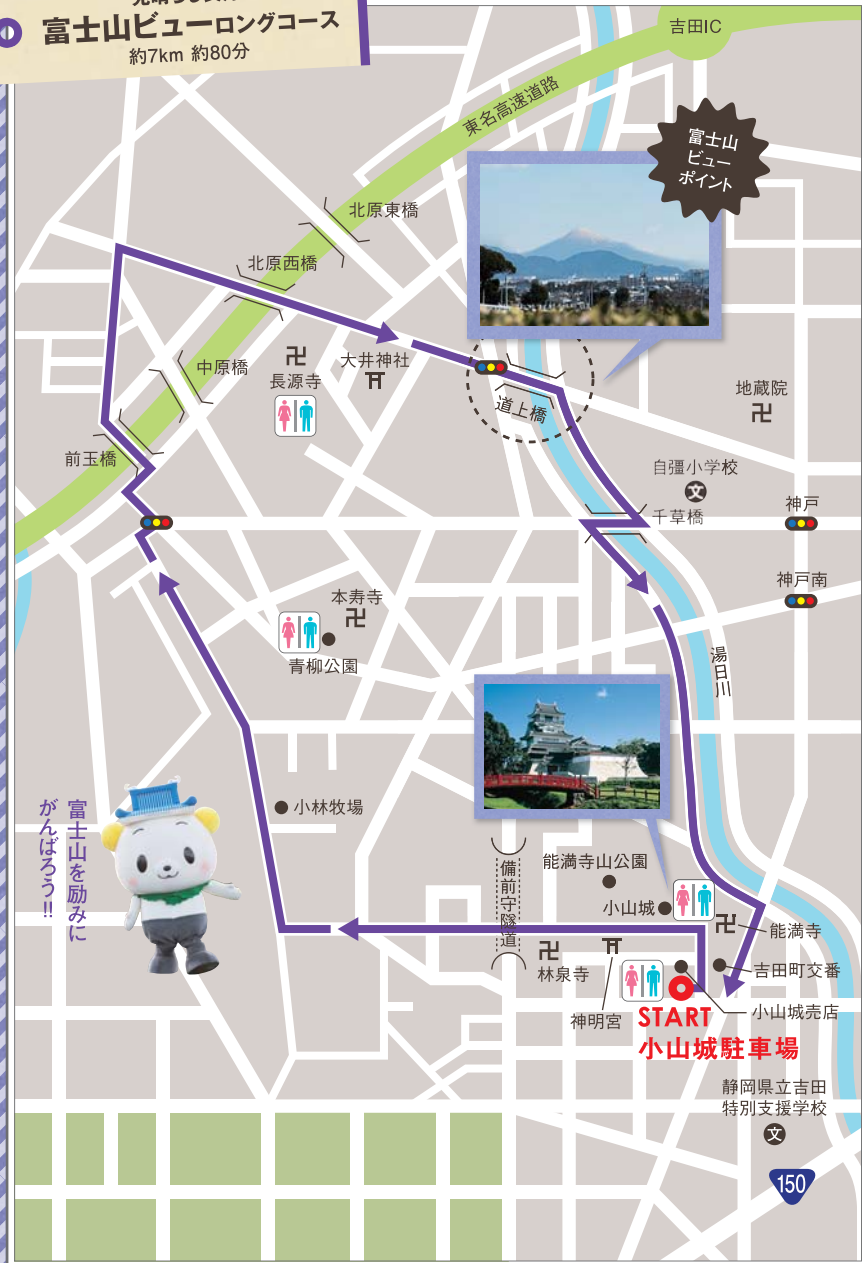 富士山ビューロングコース
約7km 約80分
吉田IC
東名高速道路
富士山
ビュー
ポイント
北原東橋
北原西橋
中原橋
長源寺
大井神社
道上橋
地蔵院
前玉橋
自彊小学校
文
千草橋
神戸
神戸南
本寿寺
青柳公園
湯日川
富士山を励みに
がんばろう!!
小林牧場
備前守隧道
能満寺山公園
小山城
能満寺
林泉寺
神明宮
吉田町交番
小山城売店
START
小山城駐車場
静岡県立吉田
特別支援学校
文
150